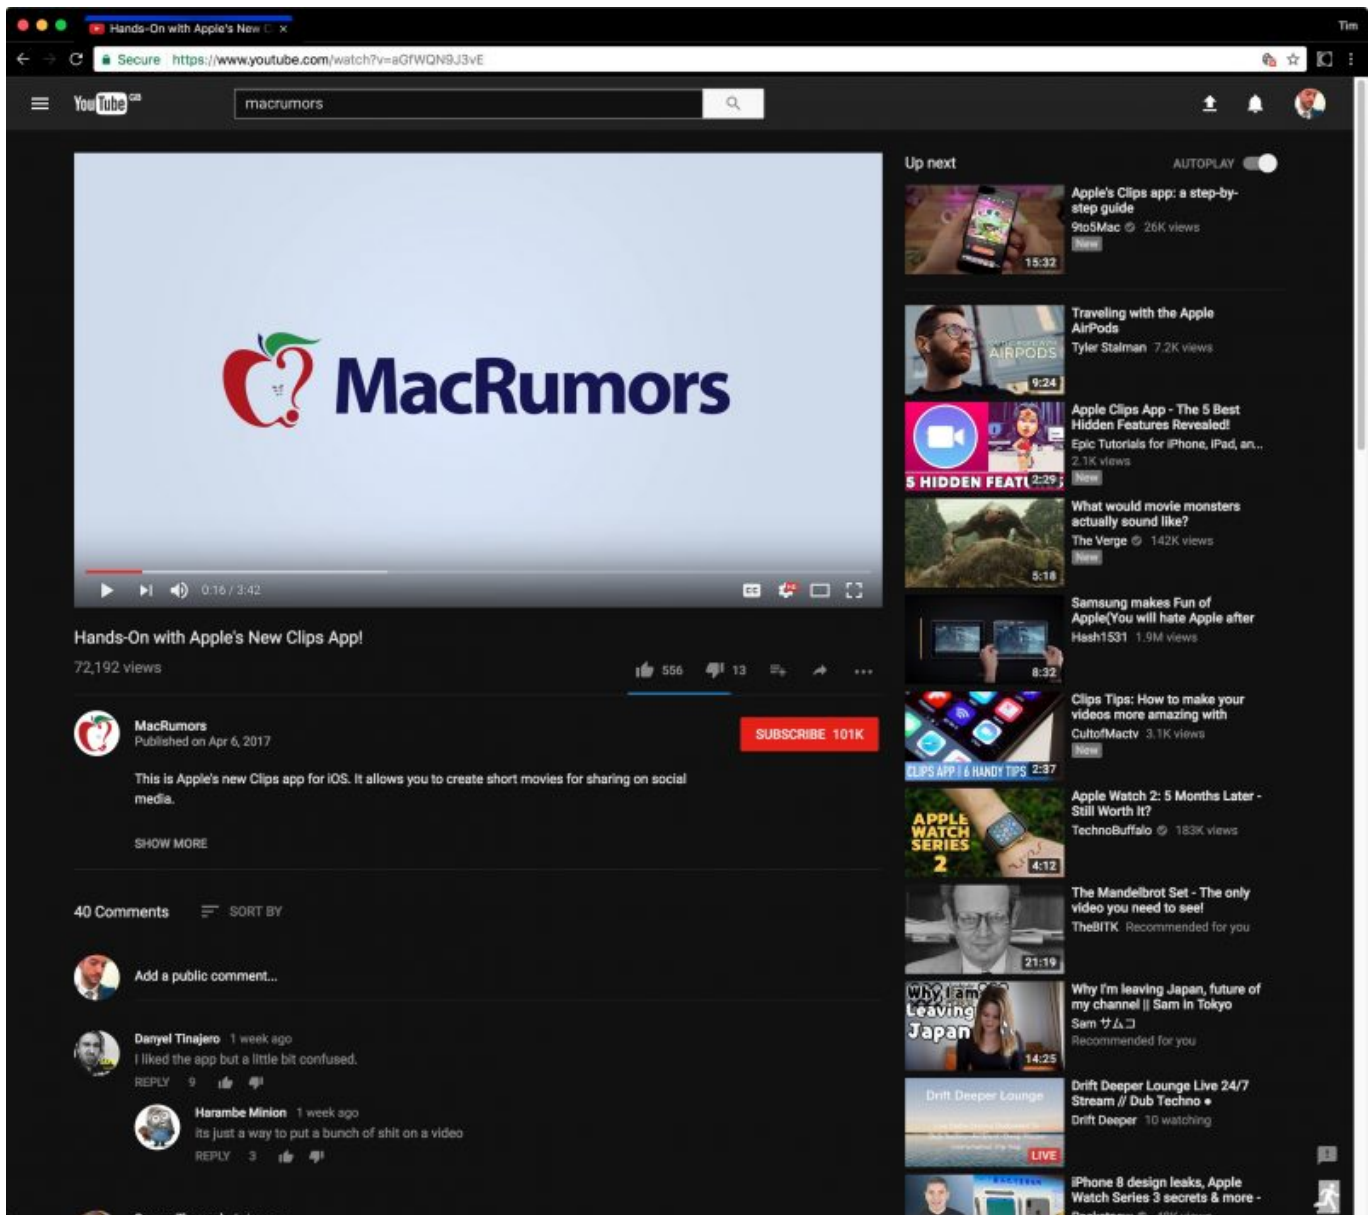 Hands-On with Apple's New C
Tim
Secure https://www.youtube.com/watch?v=aGfWQN9J3vE
YouTube GB
macrumors
MacRumors
0:16 / 3:42
CC
Hands-On with Apple's New Clips App!
72,192 views
556
13
MacRumors
Published on Apr 6, 2017
SUBSCRIBE 101K
This is Apple's new Clips app for iOS. It allows you to create short movies for sharing on social
media.
SHOW MORE
40 Comments
SORT BY
Add a public comment...
Danyel Tinajero 1 week ago
I liked the app but a little bit confused.
REPLY 9
Harambe Minion 1 week ago
its just a way to put a bunch of shit on a video
REPLY 3
Up next
AUTOPLAY
15:32
Apple's Clips app: a step-by-
step guide
9to5Mac 26K views
New
AIRPODS
9:24
Traveling with the Apple
AirPods
Tyler Stalman 7.2K views
5 HIDDEN FEAT
2:29
Apple Clips App - The 5 Best
Hidden Features Revealed!
Epic Tutorials for iPhone, iPad, an...
2.1K views
New
5:18
What would movie monsters
actually sound like?
The Verge 142K views
New
8:32
Samsung makes Fun of
Apple(You will hate Apple after
Hash1531 1.9M views
CLIPS APP | 6 HANDY TIPS
2:37
Clips Tips: How to make your
videos more amazing with
CultofMactv 3.1K views
New
APPLE
WATCH
SERIES
2
4:12
Apple Watch 2: 5 Months Later -
Still Worth It?
TechnoBuffalo 183K views
21:19
The Mandelbrot Set - The only
video you need to see!
TheBITK Recommended for you
Why I am
Leaving
Japan
14:25
Why I'm leaving Japan, future of
my channel || Sam in Tokyo
Sam サムコ
Recommended for you
Drift Deeper Lounge
LIVE
Drift Deeper Lounge Live 24/7
Stream // Dub Techno ●
Drift Deeper 10 watching
iPhone 8 design leaks, Apple
Watch Series 3 secrets & more -